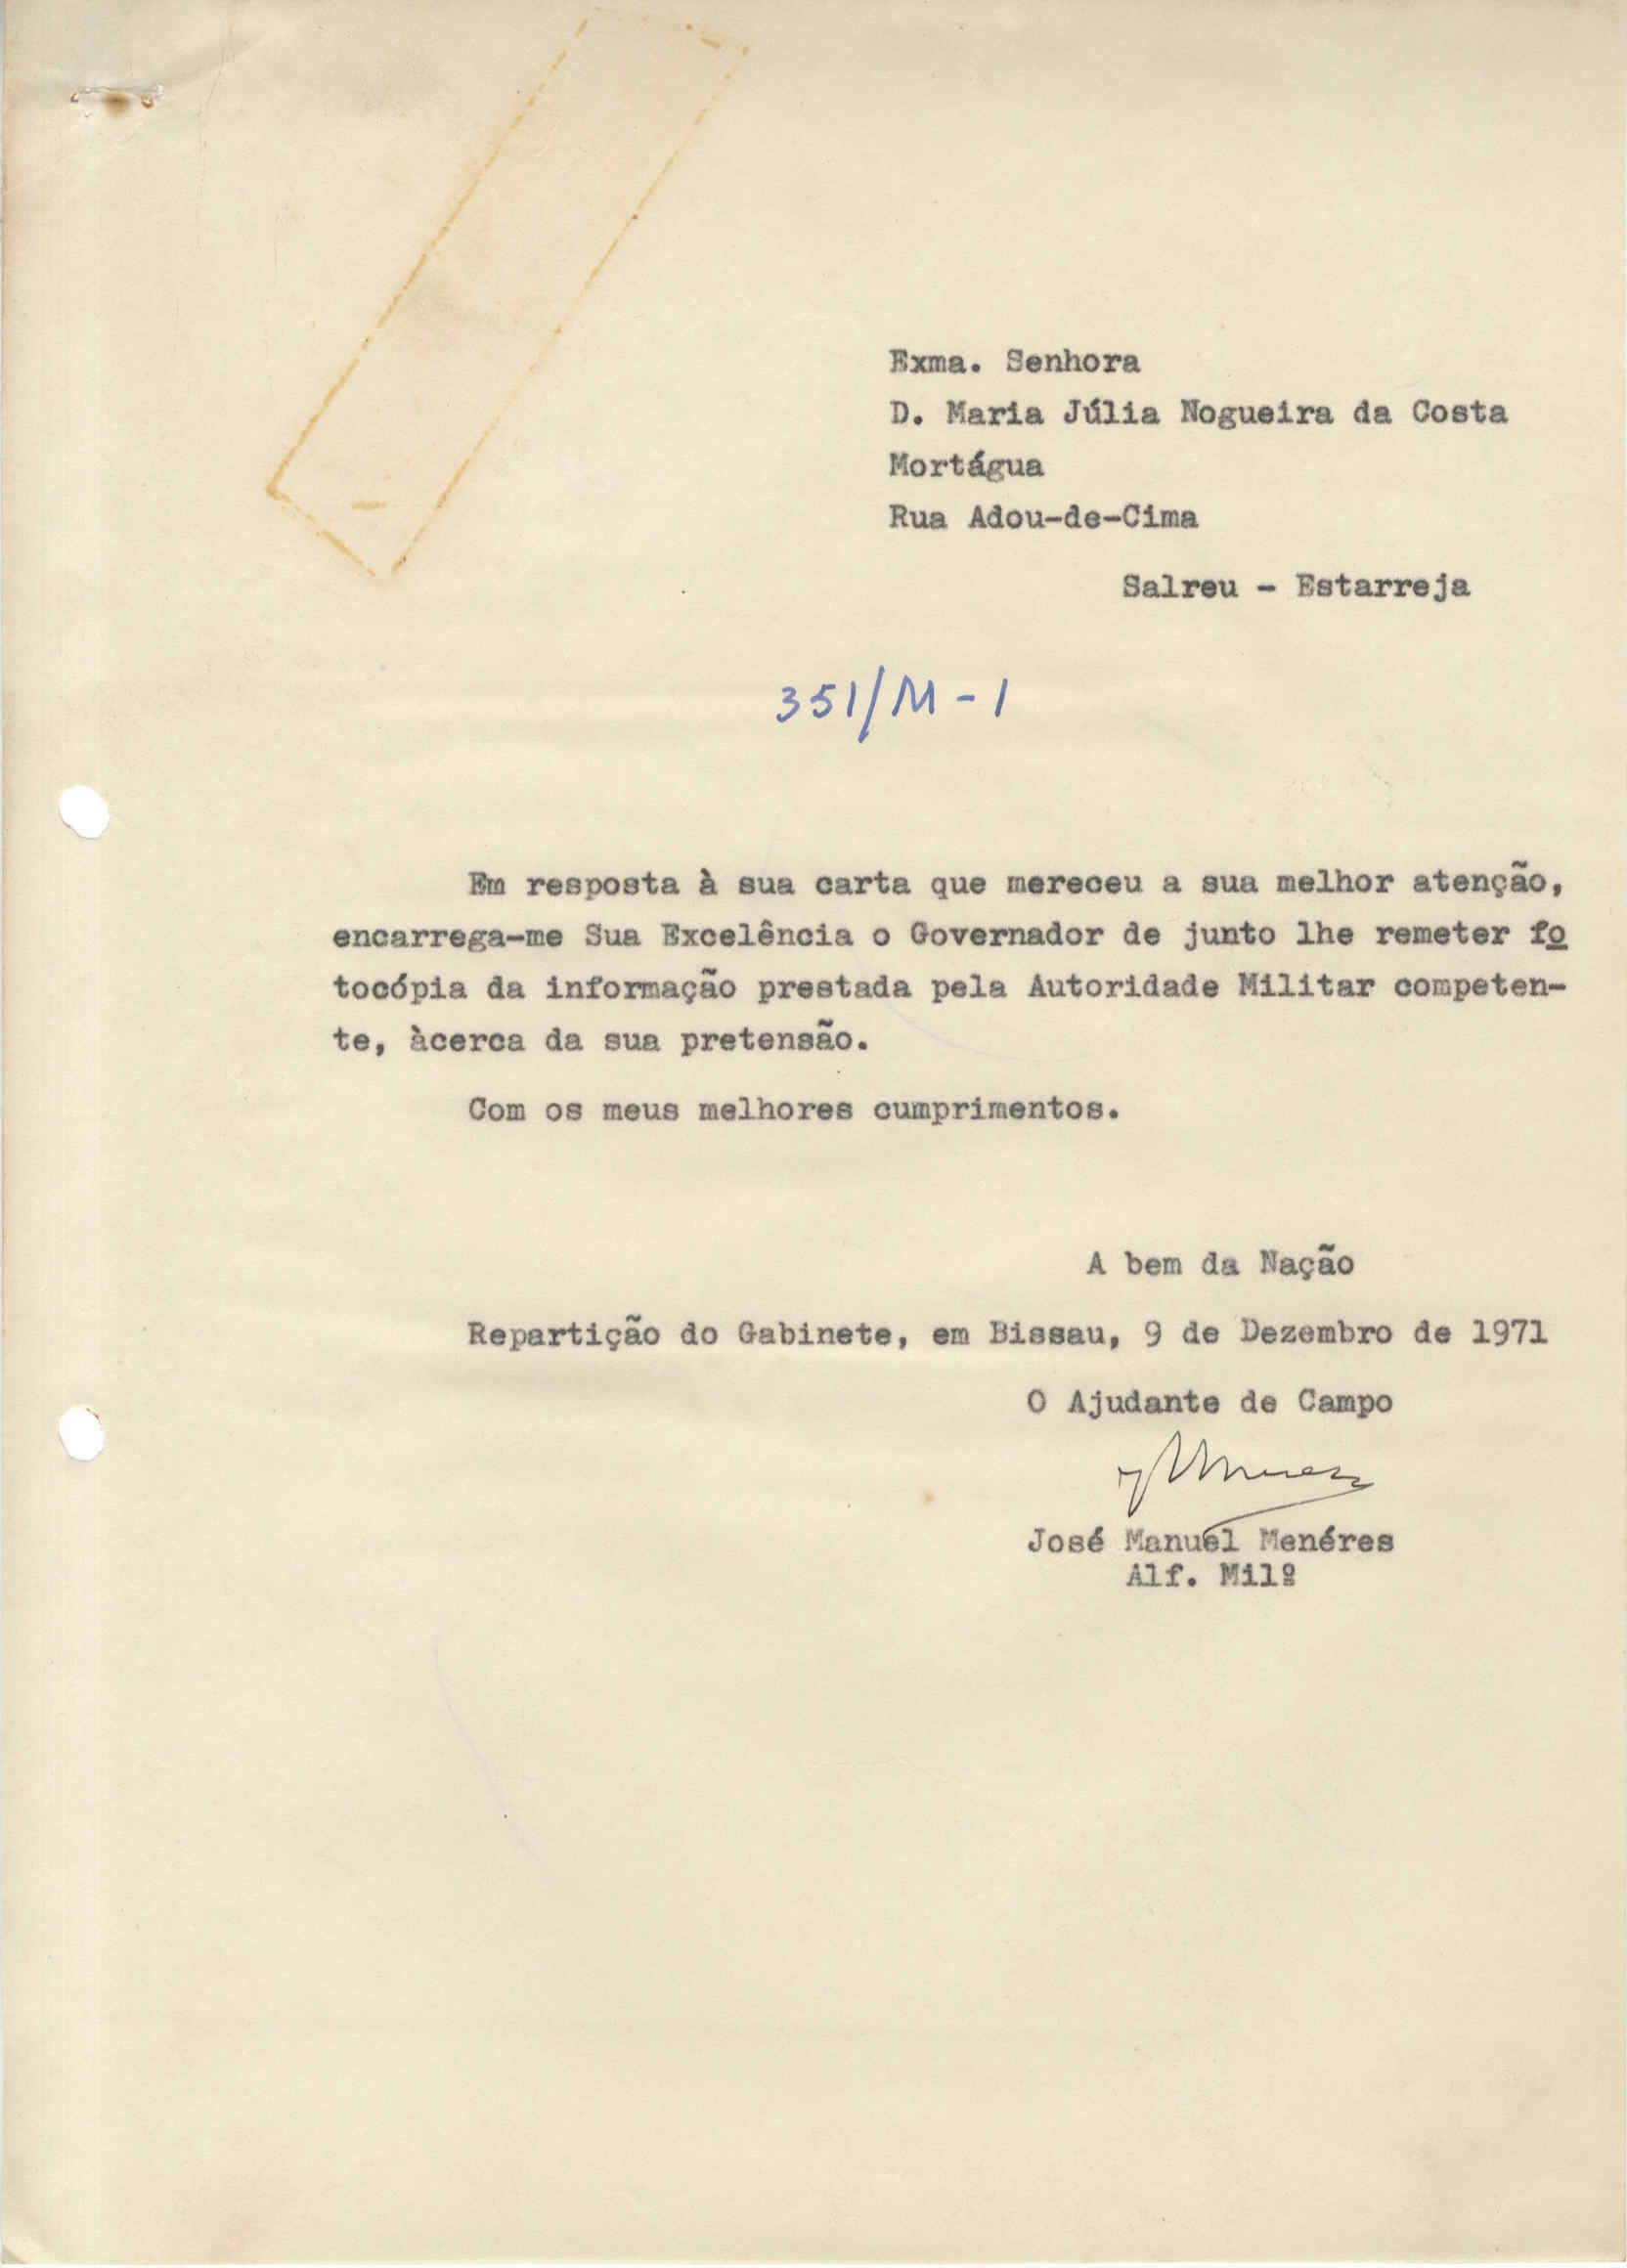 Exma. Senhora
D. Maria Júlia Nogueira da Costa
Mortágua
Rua Adou-de-Cima
Salreu - Estarreja
351/M-1
Em resposta à sua carta que mereceu a sua melhor atenção,
encarrega-me Sua Excelência o Governador de junto lhe remeter fo
tocópia da informação prestada pela Autoridade Militar competen-
te, àcerca da sua pretensão.
Com os meus melhores cumprimentos.
A bem da Nação
Repartição do Gabinete, em Bissau, 9 de Dezembro de 1971
O Ajudante de Campo
José Manuel Menéres
Alf. Milº